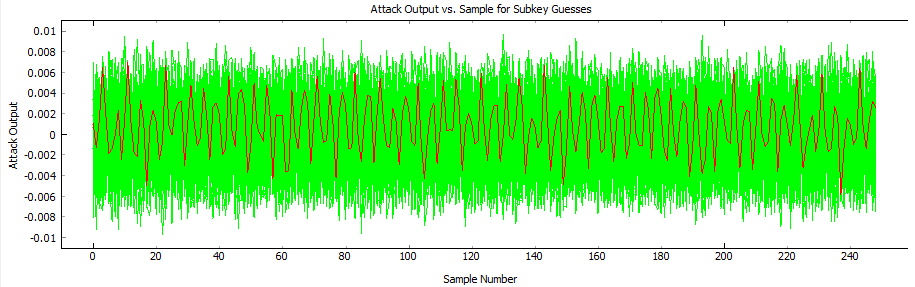 Attack Output vs. Sample for Subkey Guesses
0.01
0.008
0.006
0.004
0.002
0
-0.002
-0.004
-0.006
-0.008
-0.01
Attack Output
0 20 40 60 80 100 120 140 160 180 200 220 240
Sample Number